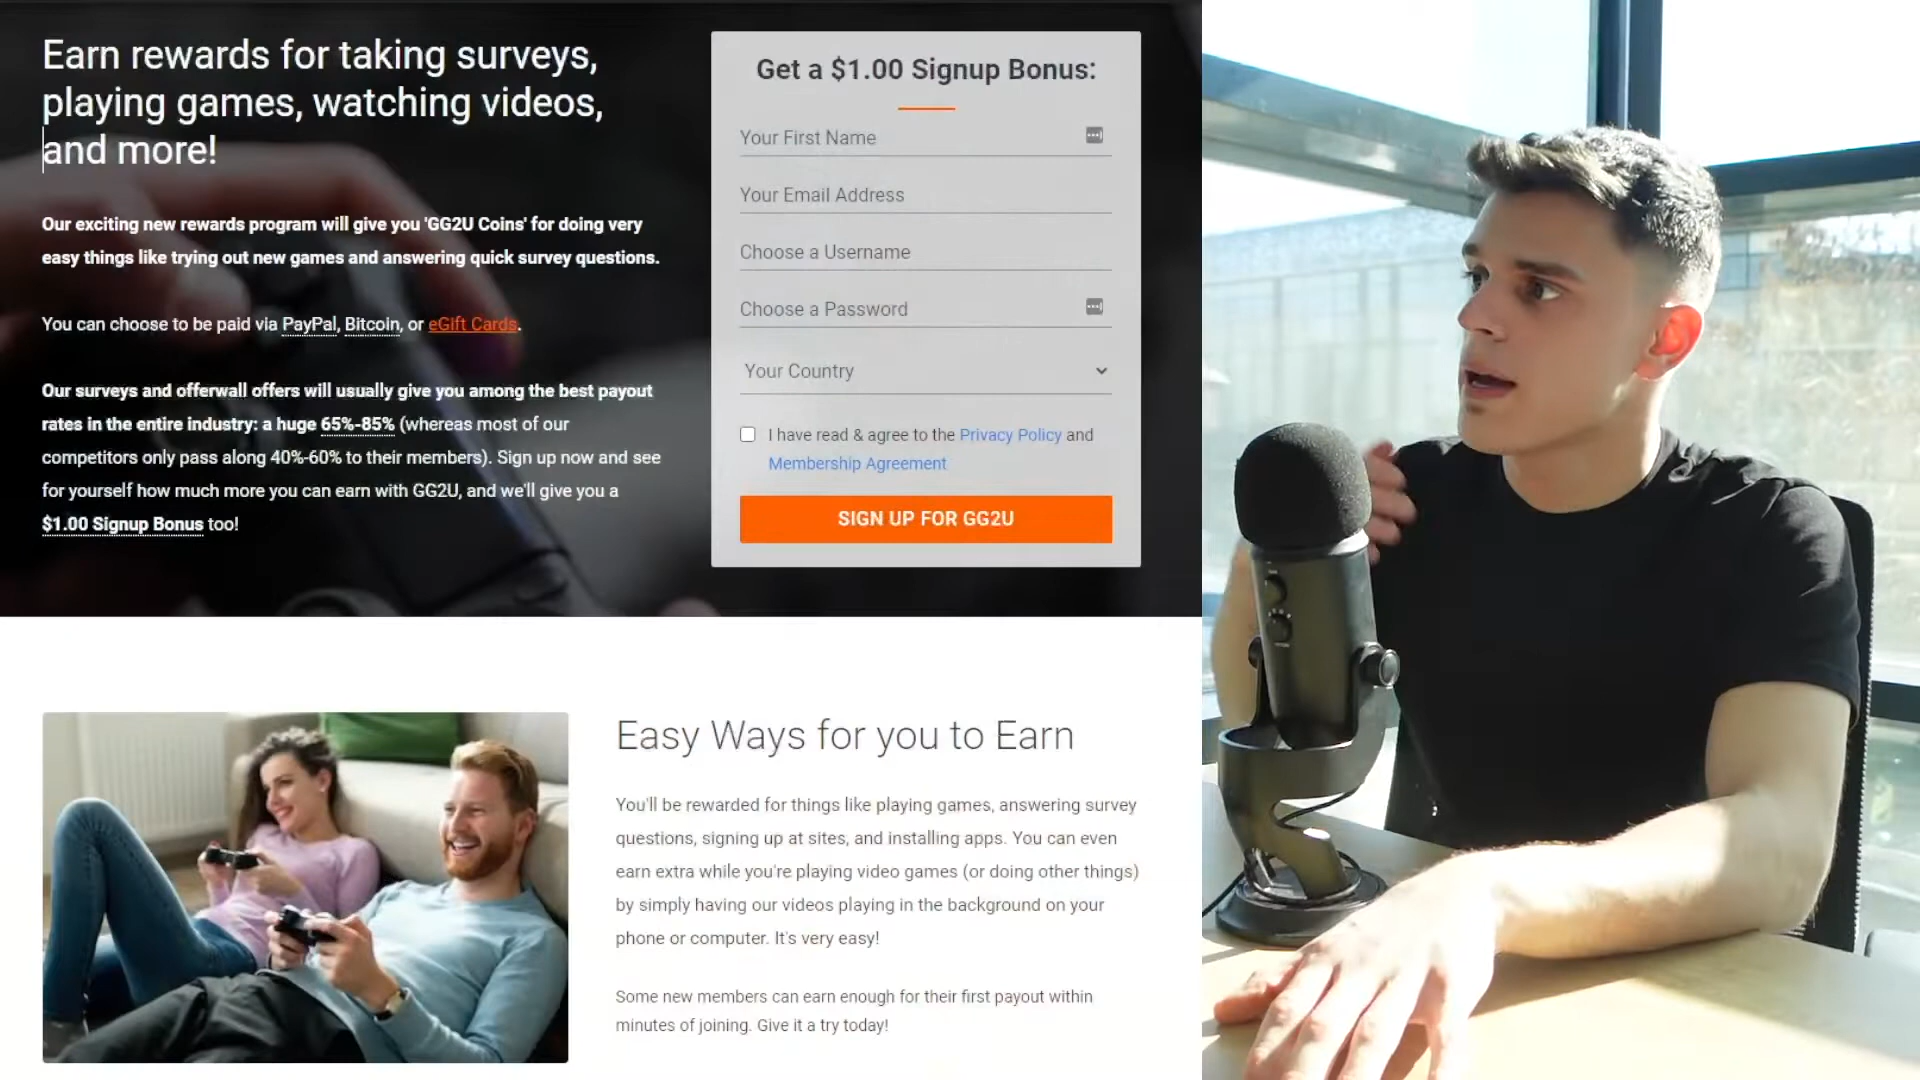 Earn rewards for taking surveys,
playing games, watching videos,
and more!
Our exciting new rewards program will give you 'GG2U Coins' for doing very
easy things like trying out new games and answering quick survey questions.
You can choose to be paid via PayPal, Bitcoin, or eGift Cards.
Our surveys and offerwall offers will usually give you among the best payout
rates in the entire industry: a huge 65%-85% (whereas most of our
competitors only pass along 40%-60% to their members). Sign up now and see
for yourself how much more you can earn with GG2U, and we'll give you a
$1.00 Signup Bonus too!
Get a $1.00 Signup Bonus:
Your First Name
Your Email Address
Choose a Username
Choose a Password
Your Country
I have read & agree to the Privacy Policy and
Membership Agreement
SIGN UP FOR GG2U
Easy Ways for you to Earn
You'll be rewarded for things like playing games, answering survey
questions, signing up at sites, and installing apps. You can even
earn extra while you're playing video games (or doing other things)
by simply having our videos playing in the background on your
phone or computer. It's very easy!
Some new members can earn enough for their first payout within
minutes of joining. Give it a try today!